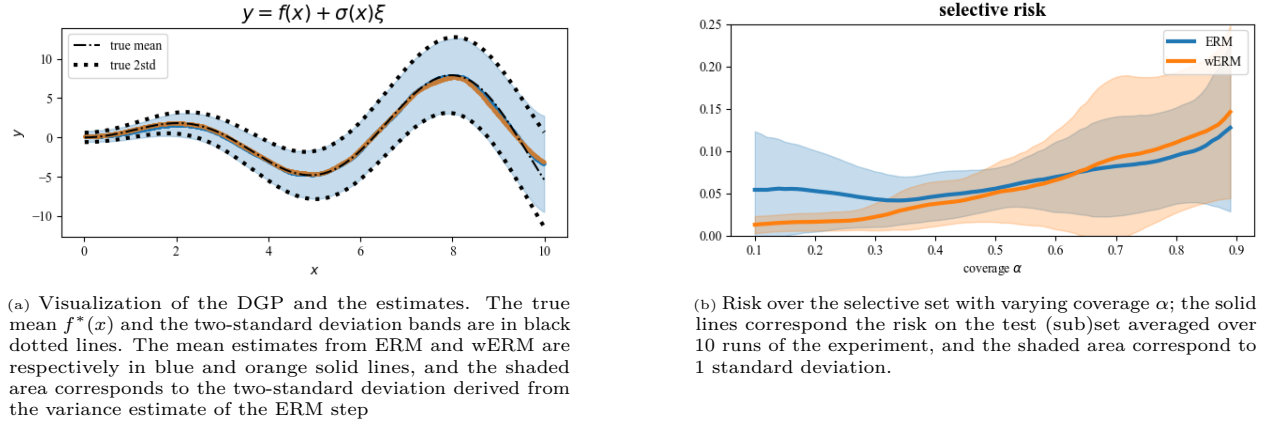 y = f(x) + σ(x)ξ
true mean
true 2std
10
5
0
−5
−10
y
0
2
4
6
8
10
x
(a) Visualization of the DGP and the estimates. The true
mean f*(x) and the two-standard deviation bands are in black
dotted lines. The mean estimates from ERM and wERM are
respectively in blue and orange solid lines, and the shaded
area corresponds to the two-standard deviation derived from
the variance estimate of the ERM step
selective risk
ERM
wERM
0.25
0.20
0.15
0.10
0.05
0.00
0.1
0.2
0.3
0.4
0.5
0.6
0.7
0.8
0.9
coverage α
(b) Risk over the selective set with varying coverage α; the solid
lines correspond the risk on the test (sub)set averaged over
10 runs of the experiment, and the shaded area correspond to
1 standard deviation.